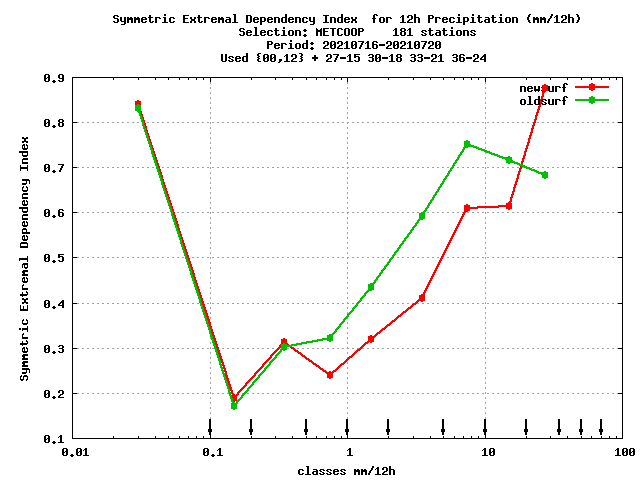 Symmetric Extremal Dependency Index  for 12h Precipitation (mm/12h)
Selection: METCOOP    181 stations
Period: 20210716-20210720
Used {00,12} + 27-15 30-18 33-21 36-24
newsurf
oldsurf
Symmetric Extremal Dependency Index
0.9
0.8
0.7
0.6
0.5
0.4
0.3
0.2
0.1
0.01 0.1 1 10 100
classes mm/12h